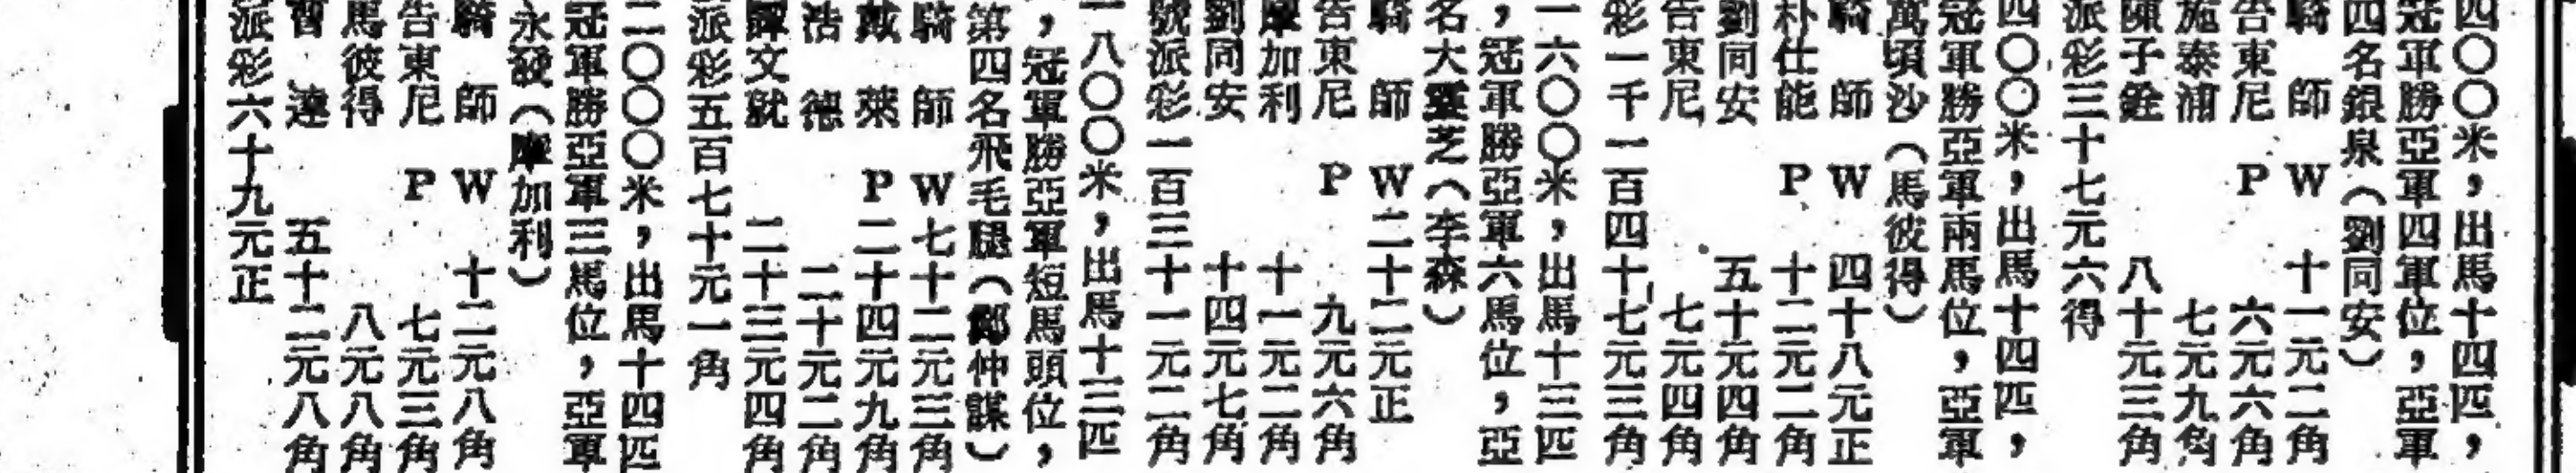 四〇〇米，出馬十四匹，
冠軍勝亞軍四軍位，亞軍
四名銀泉（劉同安）
騎師 W 十一元二角
告東尼 P 六元六角
施泰浦 七元九角
陳子銓 八十元三角
派彩三十七元六得
四〇〇米，出馬十四匹，
冠軍勝亞軍兩馬位，亞軍
萬頃沙（馬彼得）
騎師 W 四十八元正
朴仕能 P 十二元二角
劉同安 五十元四角
告東尼 七元四角
彩一千一百四十七元三角
一六〇〇米，出馬十三匹
，冠軍勝亞軍六馬位，亞
名大靈芝（李森）
騎師 W 二十二元正
告東尼 P 九元六角
摩加利 十一元二角
劉同安 十四元七角
號派彩一百三十一元二角
一八〇〇米，出馬十三匹
，冠軍勝亞軍短馬頭位，
第四名飛毛腿（鄭仲謀）
騎師 W 七十二元三角
戴萊 P 二十四元九角
浩德 二十元二角
譚文就 二十三元四角
派彩五百七十元一角
二〇〇〇米，出馬十四匹
冠軍勝亞軍三馬位，亞軍
永發（摩加利）
騎師 W 十二元八角
告東尼 P 七元三角
馬彼得 八元八角
曹達 五十二元八角
派彩六十九元正